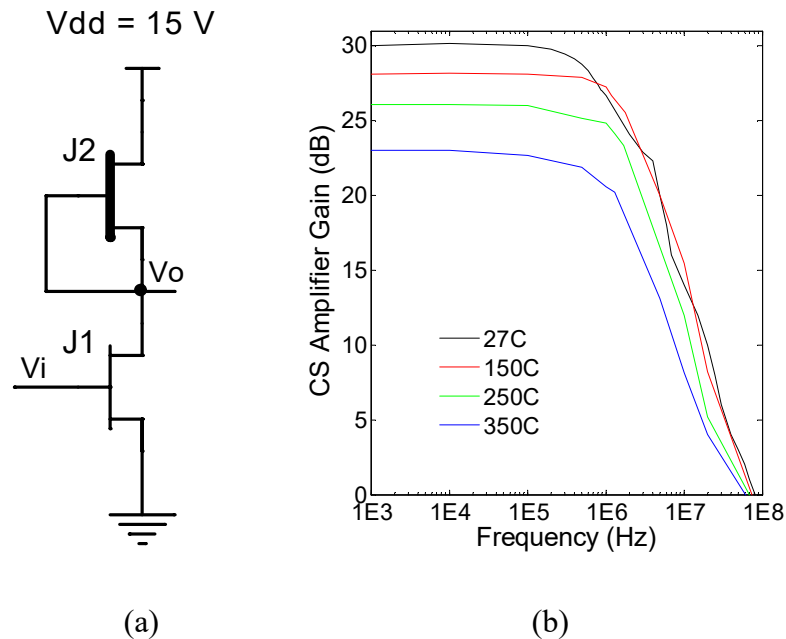 Vdd = 15 V
J2
Vo
J1
Vi
(a)
CS Amplifier Gain (dB)
30
25
20
15
10
5
0
27C
150C
250C
350C
1E3 1E4 1E5 1E6 1E7 1E8
Frequency (Hz)
(b)